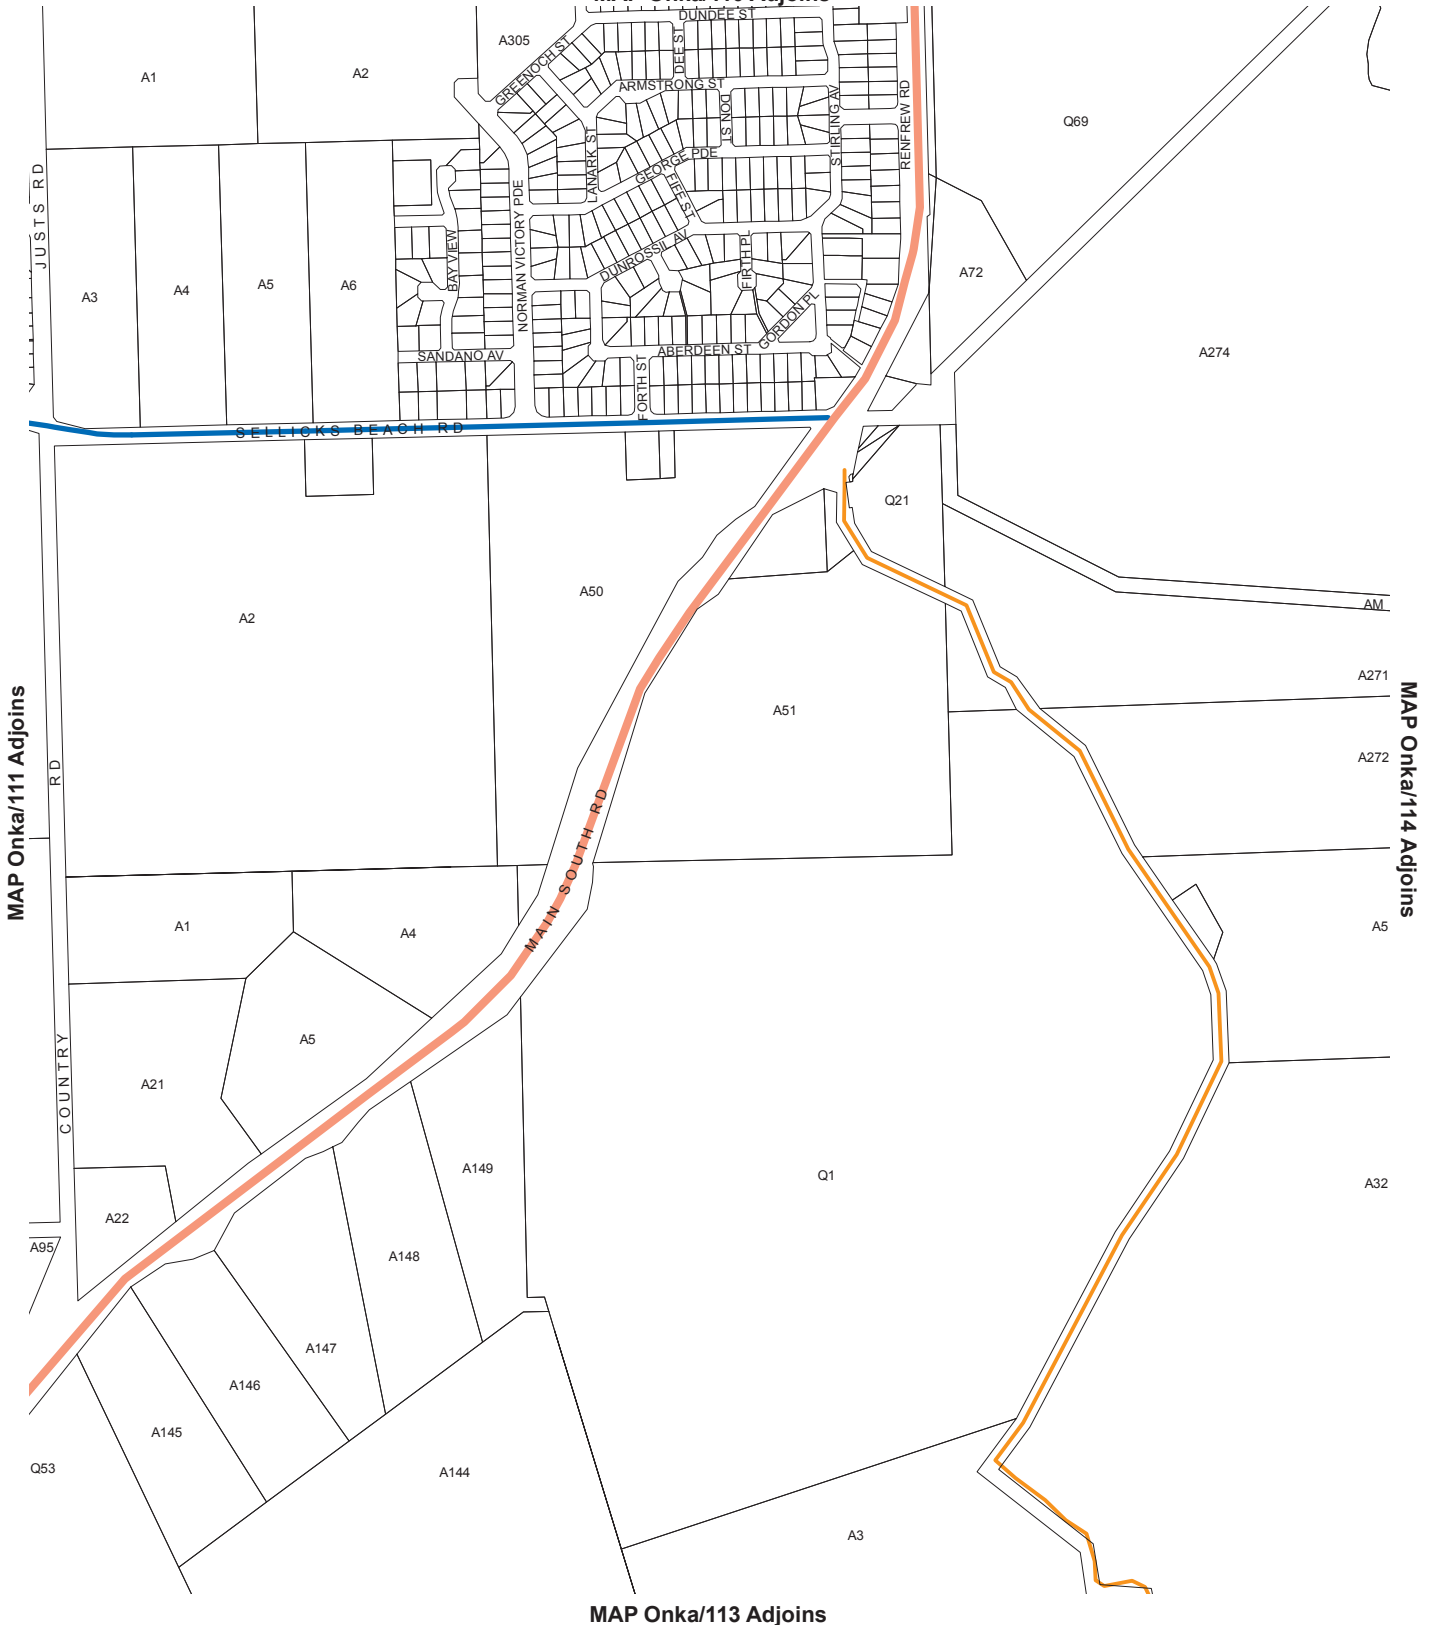 DUNDEE ST
A305
GREENOCH ST
DEE ST
A1
A2
ARMSTRONG ST
DON ST
STIRLING AV
RENFREW RD
Q69
JUSTS RD
LANARK ST
GEORGE PDE
FIFE ST
NORMAN VICTORY PDE
BAY VIEW
DUNROSSIL AV
FIRTH PL
A72
A3
A4
A5
A6
GORDON PL
SANDANO AV
ABERDEEN ST
A274
FORTH ST
SELLICKS BEACH RD
Q21
A50
AM
A2
A271
A51
MAP Onka/111 Adjoins
MAP Onka/114 Adjoins
RD
A272
MAIN SOUTH RD
A1
A4
A5
A5
A21
COUNTRY
A149
Q1
A32
A22
A95
A148
A147
A146
A145
Q53
A144
A3
MAP Onka/113 Adjoins